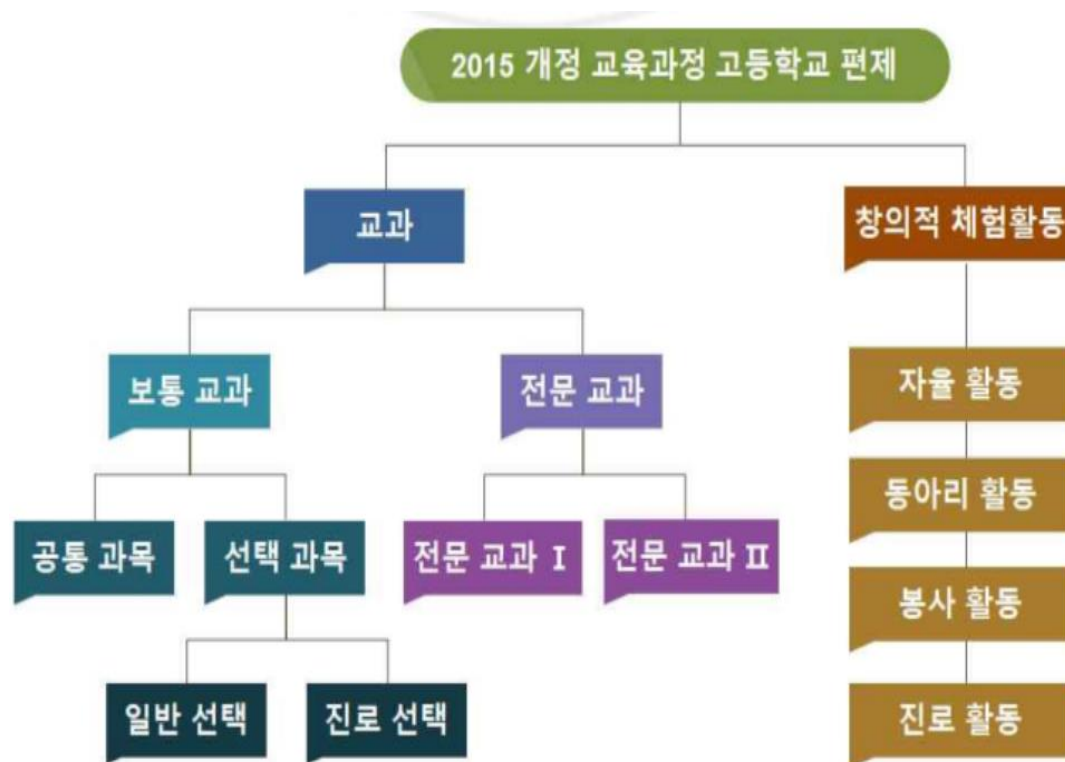 2015 개정 교육과정 고등학교 편제
교과
창의적 체험활동
보통 교과
전문 교과
자율 활동
동아리 활동
공통 과목
선택 과목
전문 교과 Ⅰ
전문 교과 Ⅱ
봉사 활동
일반 선택
진로 선택
진로 활동